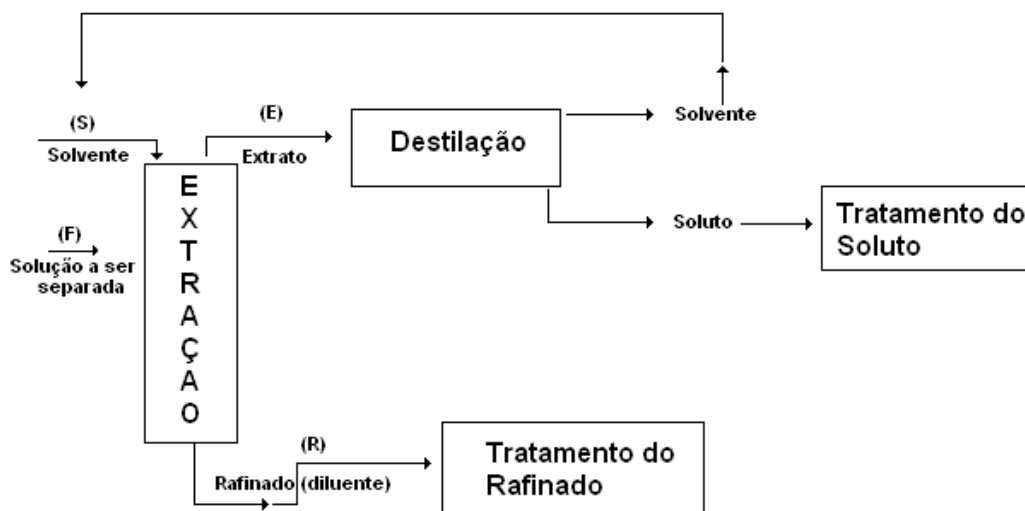 (S)
Solvente
(E)
Extrato
Destilação
Solvente
Soluto
Tratamento do
Soluto
(F)
Solução a ser
separada
E
X
T
R
A
Ç
A
O
(R)
Rafinado (diluente)
Tratamento do
Rafinado